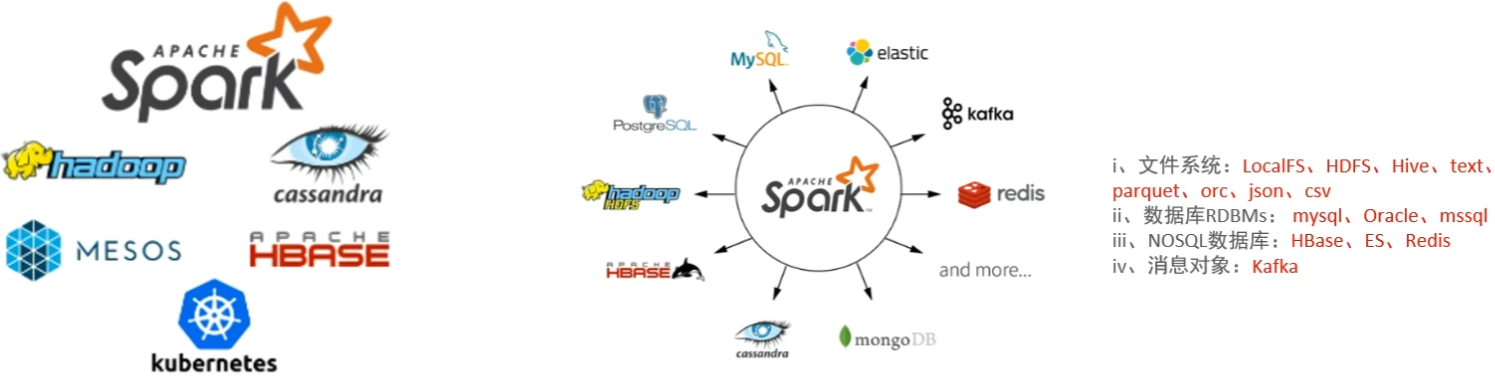 APACHE
Spark
hadoop
cassandra
MESOS
APACHE
HBASE
kubernetes
MySQL
elastic
PostgreSQL
kafka
hadoop
HDFS
APACHE
Spark™
redis
APACHE
HBASE
and more...
cassandra
mongoDB
i、文件系统：LocalFS、HDFS、Hive、text、
parquet、orc、json、csv
ii、数据库RDBMs： mysql、Oracle、mssql
iii、NOSQL数据库：HBase、ES、Redis
iv、消息对象：Kafka